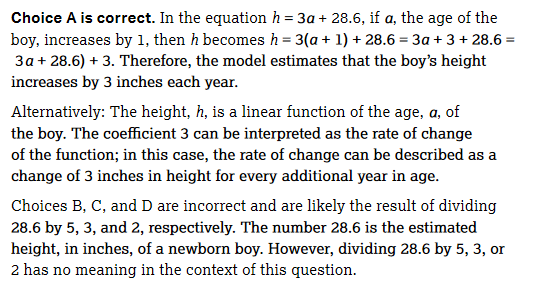 Choice A is correct. In the equation h = 3a + 28.6, if a, the age of the
boy, increases by 1, then h becomes h = 3(a + 1) + 28.6 = 3a + 3 + 28.6 =
3a + 28.6) + 3. Therefore, the model estimates that the boy’s height
increases by 3 inches each year.
Alternatively: The height, h, is a linear function of the age, a, of
the boy. The coefficient 3 can be interpreted as the rate of change
of the function; in this case, the rate of change can be described as a
change of 3 inches in height for every additional year in age.
Choices B, C, and D are incorrect and are likely the result of dividing
28.6 by 5, 3, and 2, respectively. The number 28.6 is the estimated
height, in inches, of a newborn boy. However, dividing 28.6 by 5, 3, or
2 has no meaning in the context of this question.